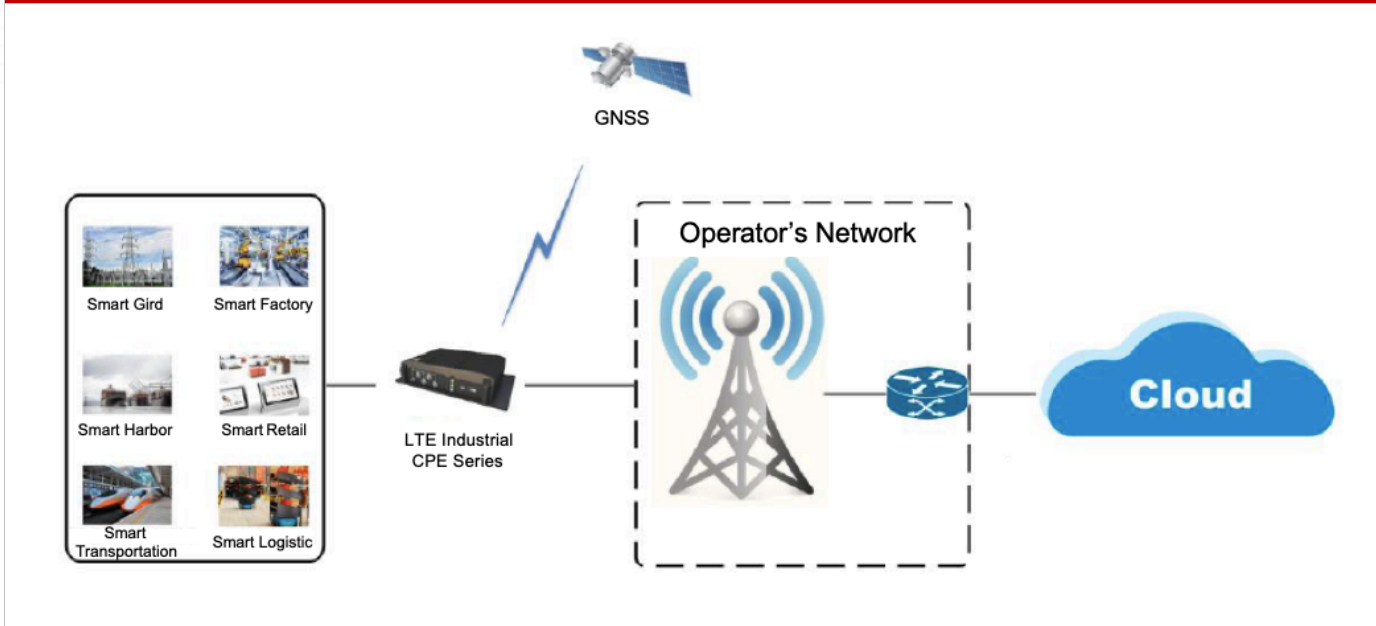 GNSS
Operator's Network
Smart Gird
Smart Factory
Smart Harbor
Smart Retail
Smart
Transportation
Smart Logistic
LTE Industrial
CPE Series
Cloud